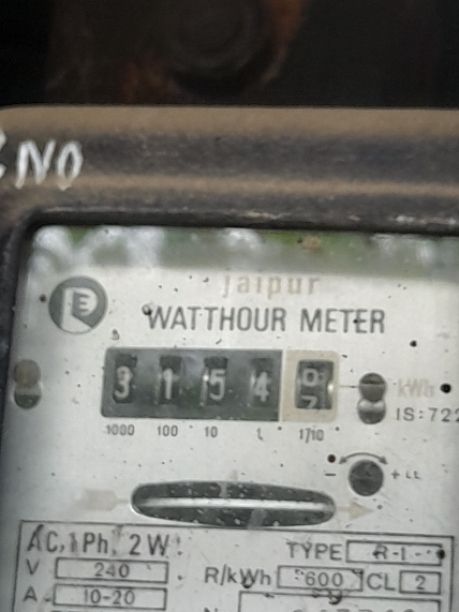 NO
jaipur
WATTHOUR METER
3 1 5 4
kWh
1000 100 10 1 1/10
IS:722
- +
AC,1Ph. 2W.
TYPE R-1
V 240
R/kWh 600 CL 2
A 10-20